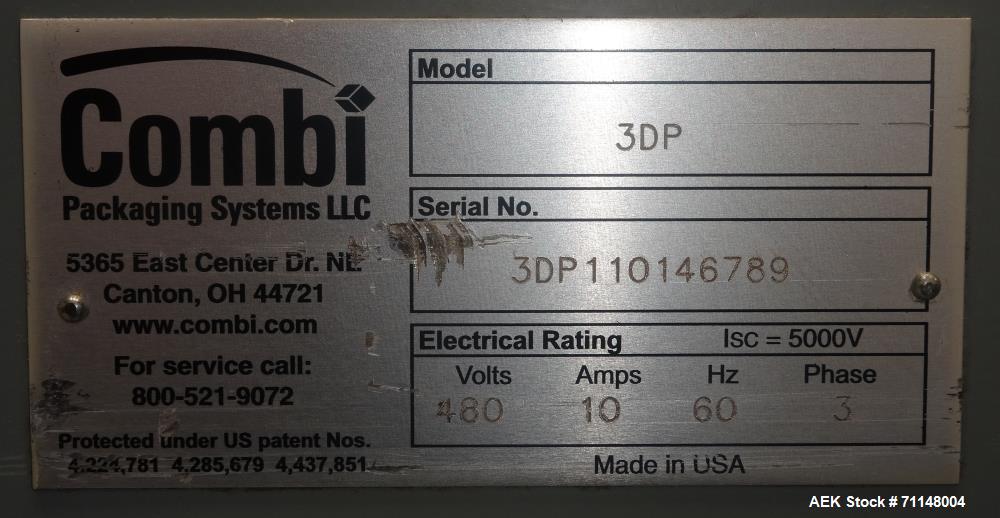 Combi
Packaging Systems LLC
5365 East Center Dr. NE
Canton, OH 44721
www.combi.com
For service call:
800-521-9072
Protected under US patent Nos.
4,224,781 4,285,679 4,437,851
Model
3DP
Serial No.
3DP110146789
Electrical Rating ISC = 5000V
Volts Amps Hz Phase
480 10 60 3
Made in USA
AEK Stock # 71148004